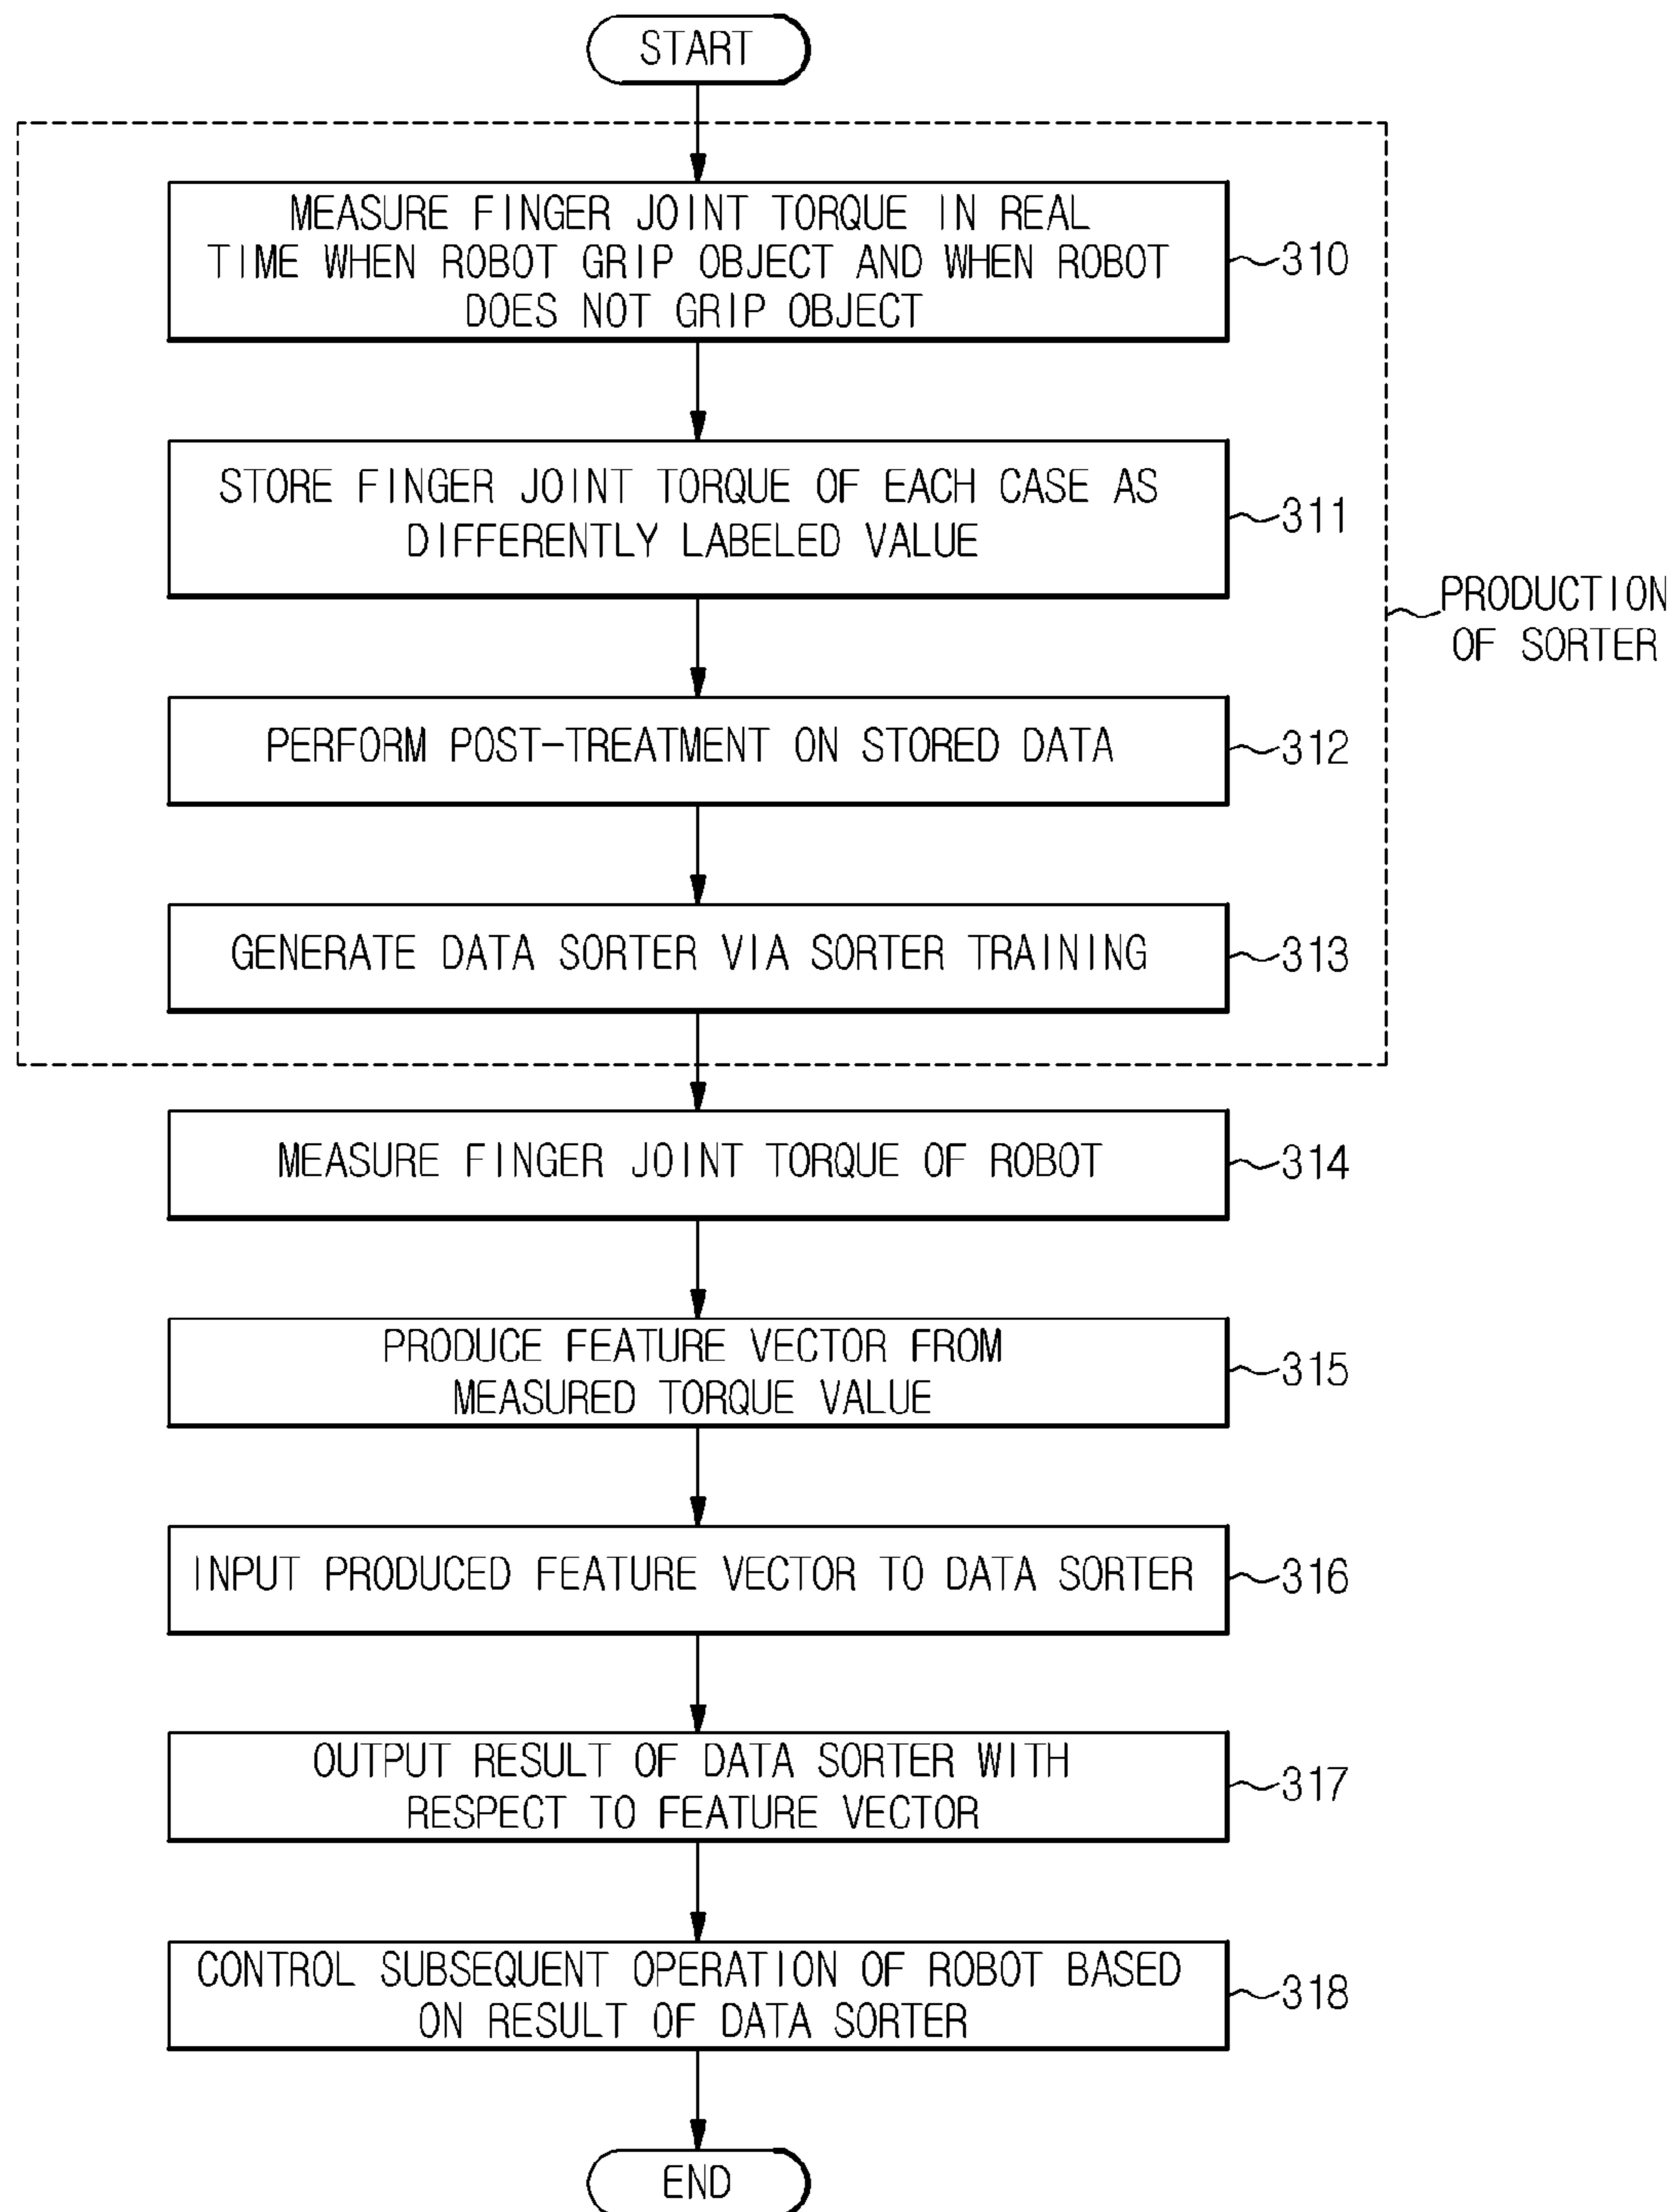 START
MEASURE FINGER JOINT TORQUE IN REAL
TIME WHEN ROBOT GRIP OBJECT AND WHEN ROBOT
DOES NOT GRIP OBJECT
310
STORE FINGER JOINT TORQUE OF EACH CASE AS
DIFFERENTLY LABELED VALUE
311
PRODUCTION
OF SORTER
PERFORM POST-TREATMENT ON STORED DATA
312
GENERATE DATA SORTER VIA SORTER TRAINING
313
MEASURE FINGER JOINT TORQUE OF ROBOT
314
PRODUCE FEATURE VECTOR FROM
MEASURED TORQUE VALUE
315
INPUT PRODUCED FEATURE VECTOR TO DATA SORTER
316
OUTPUT RESULT OF DATA SORTER WITH
RESPECT TO FEATURE VECTOR
317
CONTROL SUBSEQUENT OPERATION OF ROBOT BASED
ON RESULT OF DATA SORTER
318
END